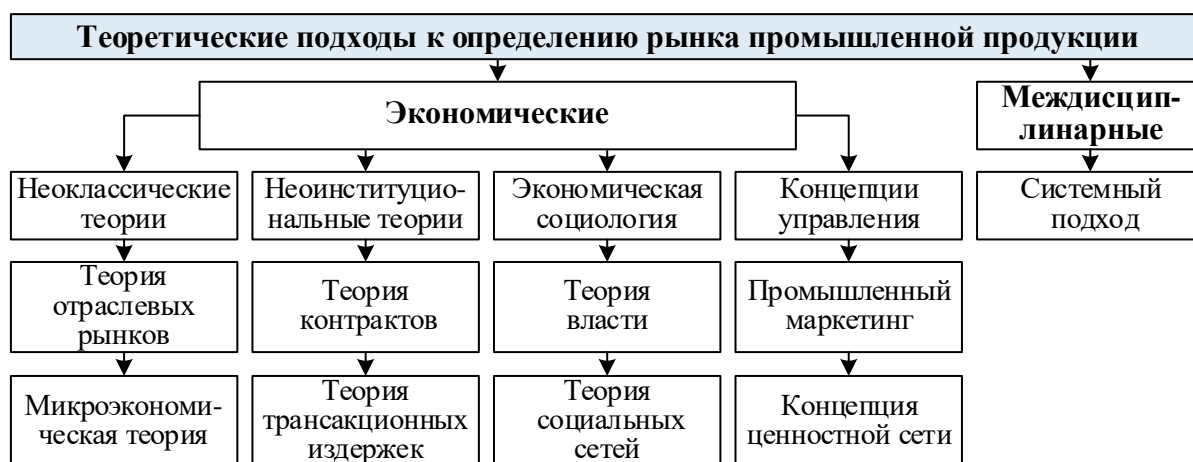 Теоретические подходы к определению рынка промышленной продукции
Экономические
Междисцип-
линарные
Неоклассические
теории
Неоинституцио-
нальные теории
Экономическая
социология
Концепции
управления
Системный
подход
Теория
отраслевых
рынков
Теория
контрактов
Теория
власти
Промышленный
маркетинг
Микроэкономи-
ческая теория
Теория
трансакционных
издержек
Теория
социальных
сетей
Концепция
ценностной сети